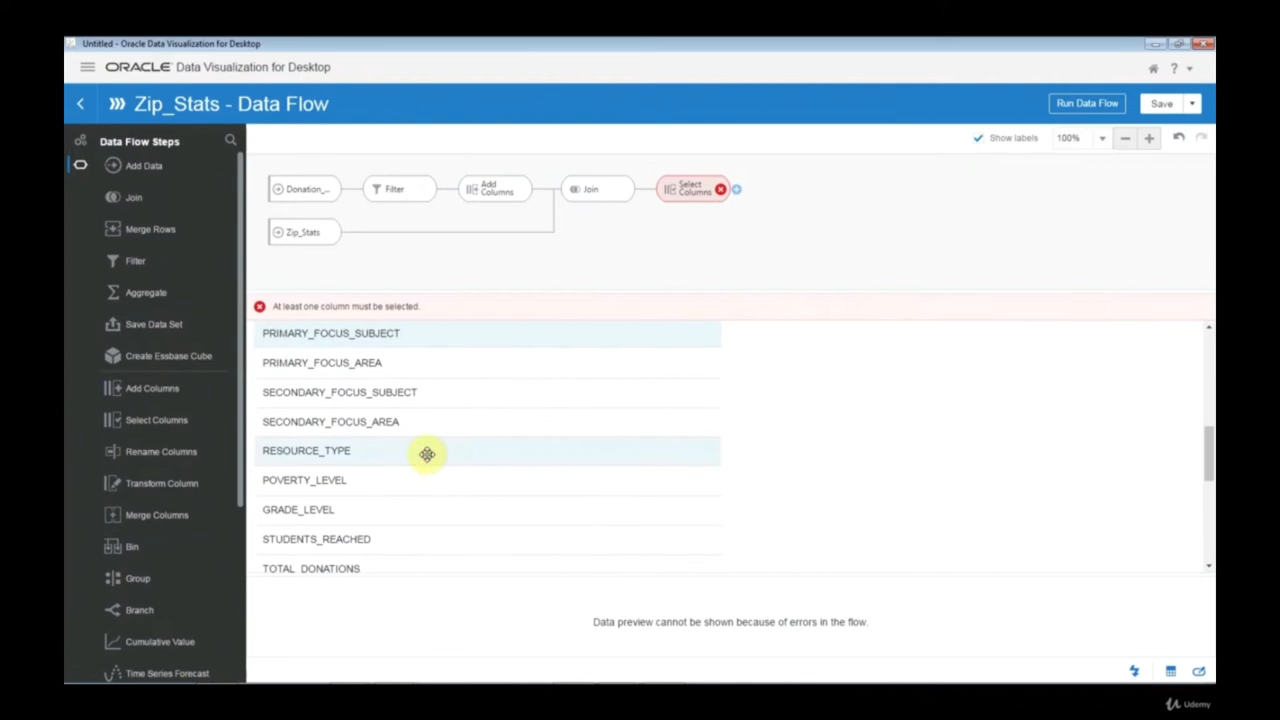 Untitled - Oracle Data Visualization for Desktop
ORACLE Data Visualization for Desktop
?
Zip_Stats - Data Flow
Run Data Flow
Save
Data Flow Steps
Show labels
100%
Add Data
Join
Merge Rows
Filter
Aggregate
Save Data Set
Create Essbase Cube
Add Columns
Select Columns
Rename Columns
Transform Column
Merge Columns
Bin
Group
Branch
Cumulative Value
Time Series Forecast
Donation_...
Filter
Add
Columns
Join
Select
Columns
Zip_Stats
At least one column must be selected.
PRIMARY_FOCUS_SUBJECT
PRIMARY_FOCUS_AREA
SECONDARY_FOCUS_SUBJECT
SECONDARY_FOCUS_AREA
RESOURCE_TYPE
POVERTY_LEVEL
GRADE_LEVEL
STUDENTS_REACHED
TOTAL_DONATIONS
Data preview cannot be shown because of errors in the flow.
Udemy